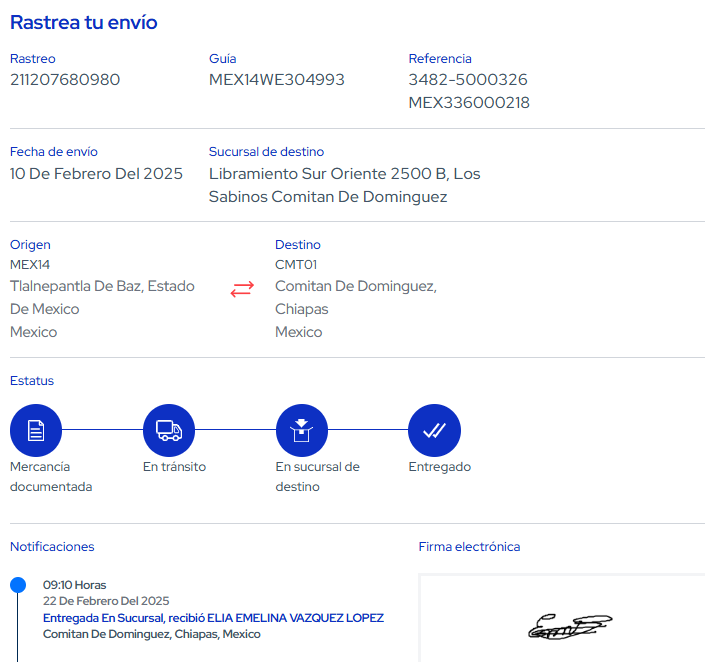 Rastrea tu envío
Rastreo
Guía
Referencia
211207680980
MEX14WE304993
3482-5000326
MEX336000218
Fecha de envío
Sucursal de destino
10 De Febrero Del 2025
Libramiento Sur Oriente 2500 B, Los
Sabinos Comitan De Dominguez
Origen
Destino
MEX14
CMT01
Tlalnepantla De Baz, Estado
De Mexico
Mexico
Comitan De Dominguez,
Chiapas
Mexico
Estatus
Mercancía
documentada
En tránsito
En sucursal de
destino
Entregado
Notificaciones
Firma electrónica
09:10 Horas
22 De Febrero Del 2025
Entregada En Sucursal, recibió ELIA EMELINA VAZQUEZ LOPEZ
Comitan De Dominguez, Chiapas, Mexico